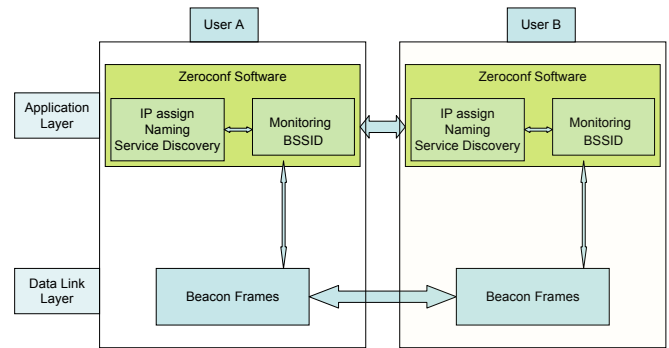 User A
User B
Zeroconf Software
Zeroconf Software
Application
Layer
IP assign
Naming
Service Discovery
Monitoring
BSSID
IP assign
Naming
Service Discovery
Monitoring
BSSID
Data Link
Layer
Beacon Frames
Beacon Frames